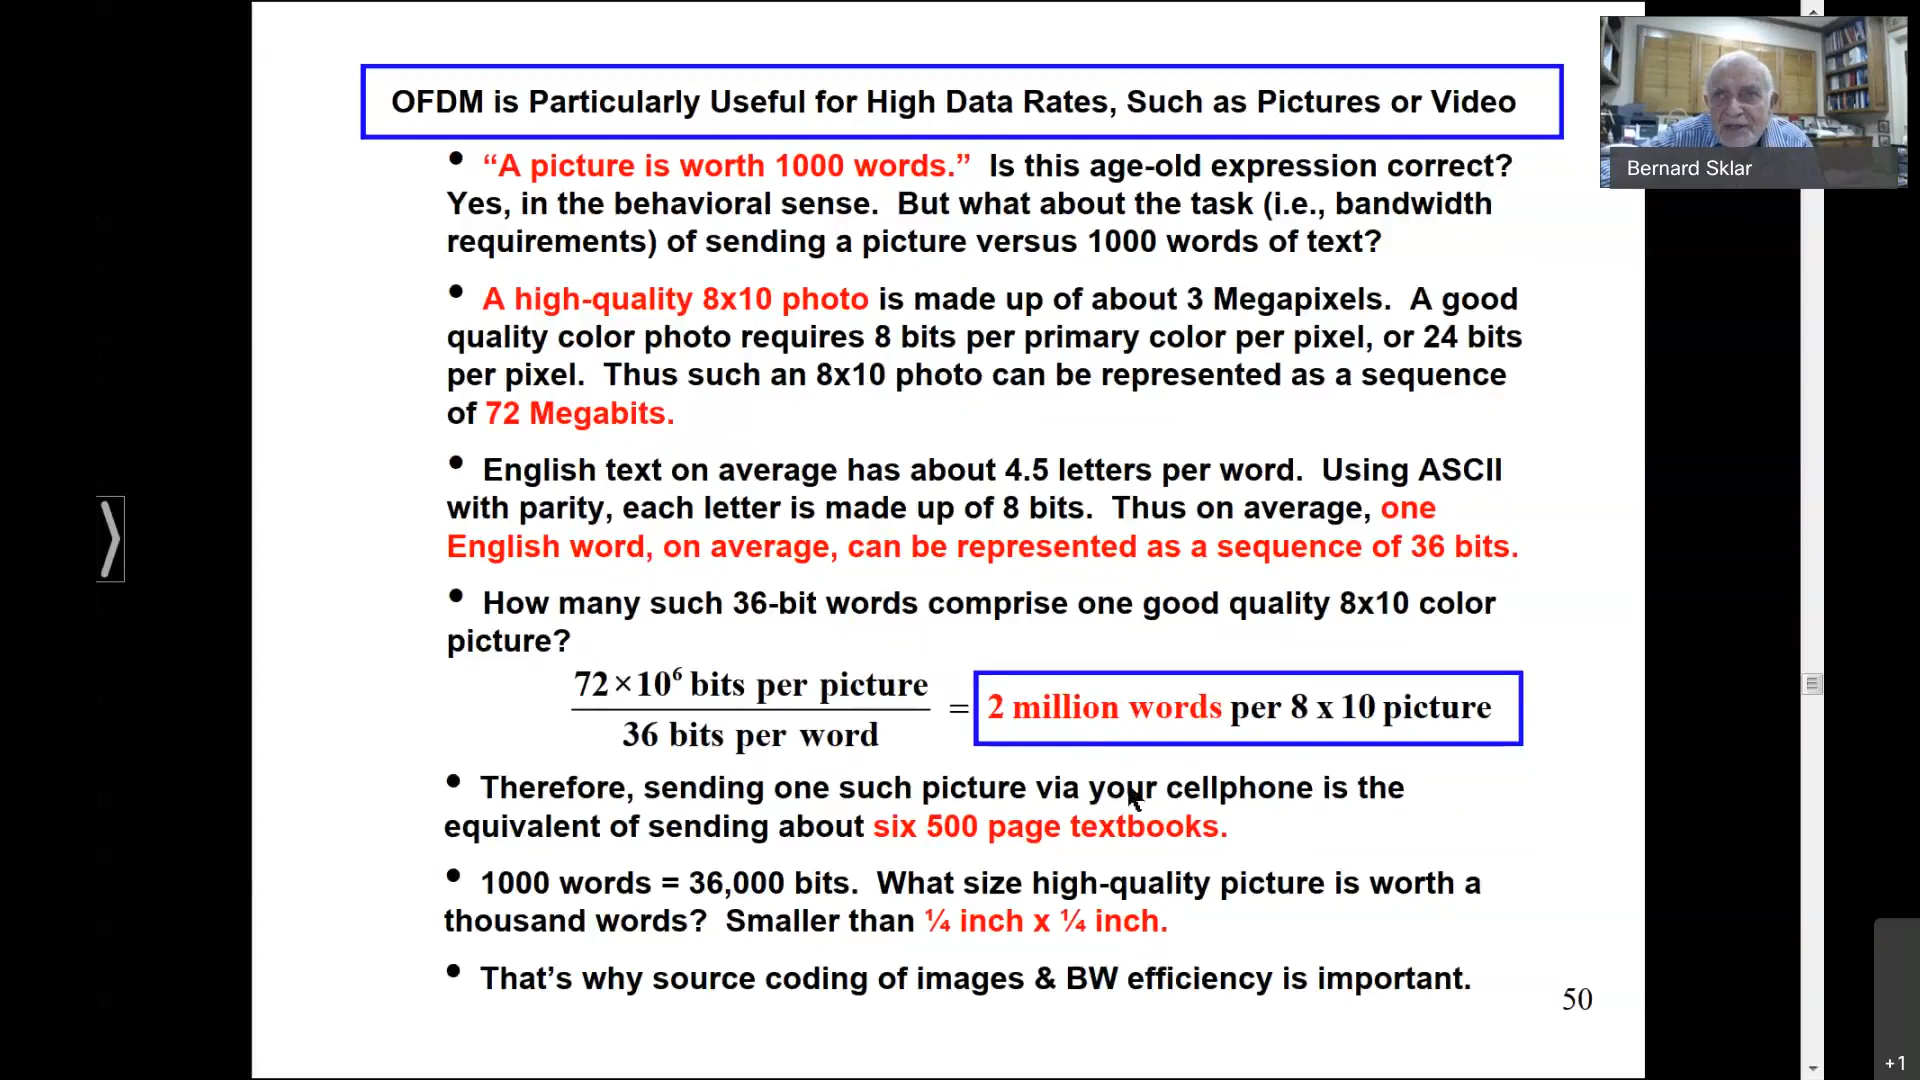 OFDM is Particularly Useful for High Data Rates, Such as Pictures or Video
• “A picture is worth 1000 words.” Is this age-old expression correct?
Yes, in the behavioral sense. But what about the task (i.e., bandwidth
requirements) of sending a picture versus 1000 words of text?
• A high-quality 8x10 photo is made up of about 3 Megapixels. A good
quality color photo requires 8 bits per primary color per pixel, or 24 bits
per pixel. Thus such an 8x10 photo can be represented as a sequence
of 72 Megabits.
• English text on average has about 4.5 letters per word. Using ASCII
with parity, each letter is made up of 8 bits. Thus on average, one
English word, on average, can be represented as a sequence of 36 bits.
• How many such 36-bit words comprise one good quality 8x10 color
picture?
72×10⁶ bits per picture
36 bits per word
= 2 million words per 8 x 10 picture
• Therefore, sending one such picture via your cellphone is the
equivalent of sending about six 500 page textbooks.
• 1000 words = 36,000 bits. What size high-quality picture is worth a
thousand words? Smaller than ¼ inch x ¼ inch.
• That’s why source coding of images & BW efficiency is important.
50
Bernard Sklar
+1